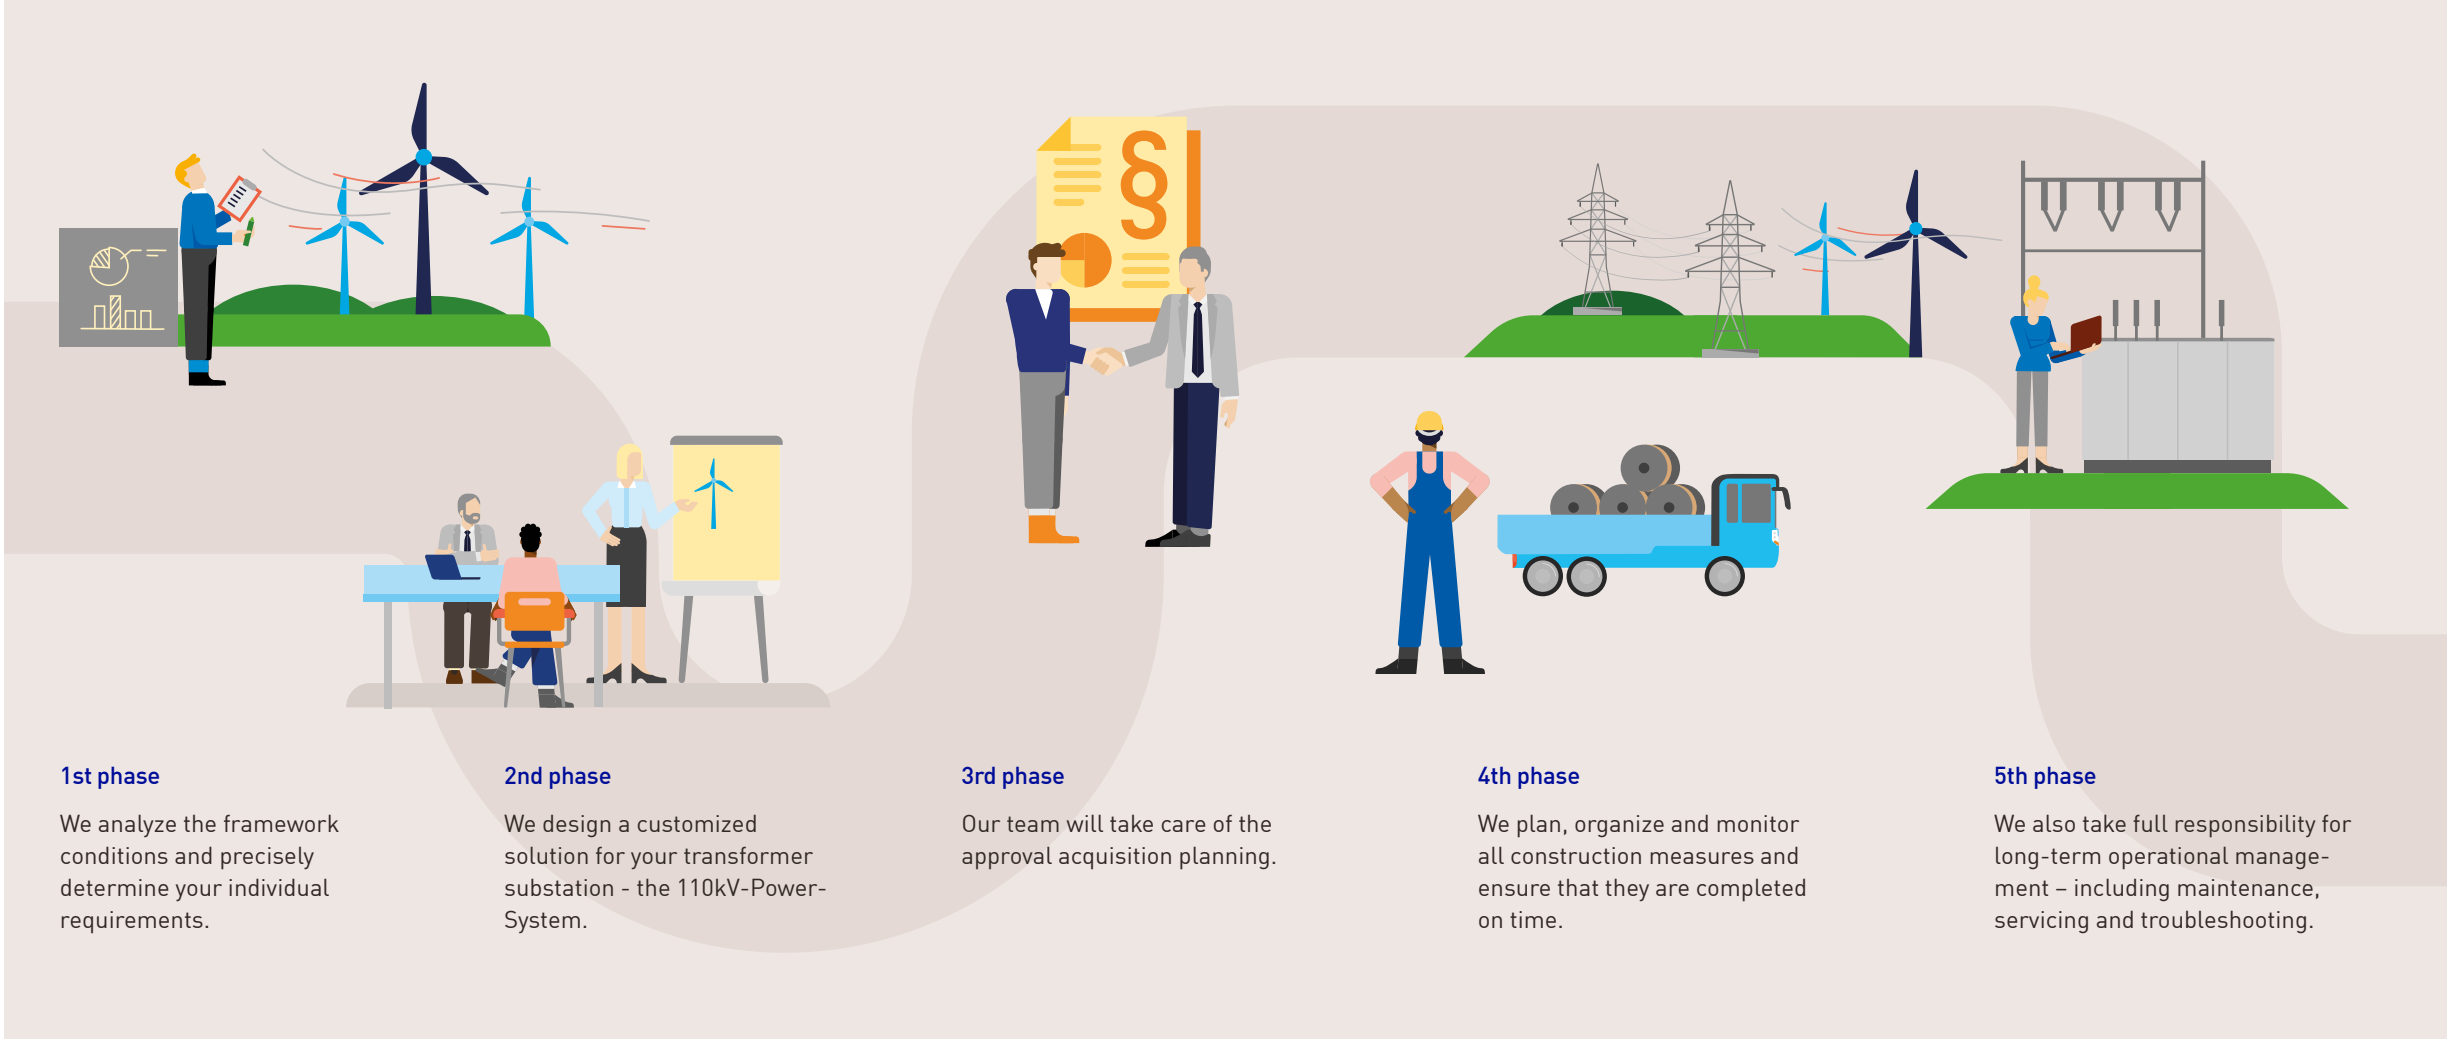 §
1st phase
We analyze the framework
conditions and precisely
determine your individual
requirements.
2nd phase
We design a customized
solution for your transformer
substation - the 110kV-Power-
System.
3rd phase
Our team will take care of the
approval acquisition planning.
4th phase
We plan, organize and monitor
all construction measures and
ensure that they are completed
on time.
5th phase
We also take full responsibility for
long-term operational manage-
ment – including maintenance,
servicing and troubleshooting.